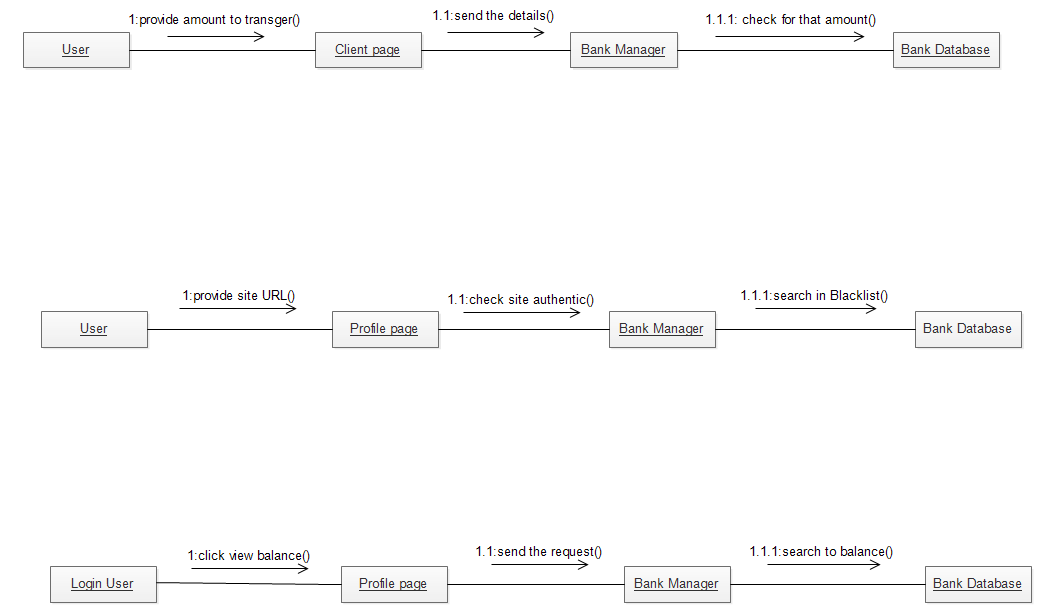 1:provide amount to transger()
1.1:send the details()
1.1.1: check for that amount()
User
Client page
Bank Manager
Bank Database
1:provide site URL()
1.1:check site authentic()
1.1.1:search in Blacklist()
User
Profile page
Bank Manager
Bank Database
1:click view balance()
1.1:send the request()
1.1.1:search to balance()
Login User
Profile page
Bank Manager
Bank Database